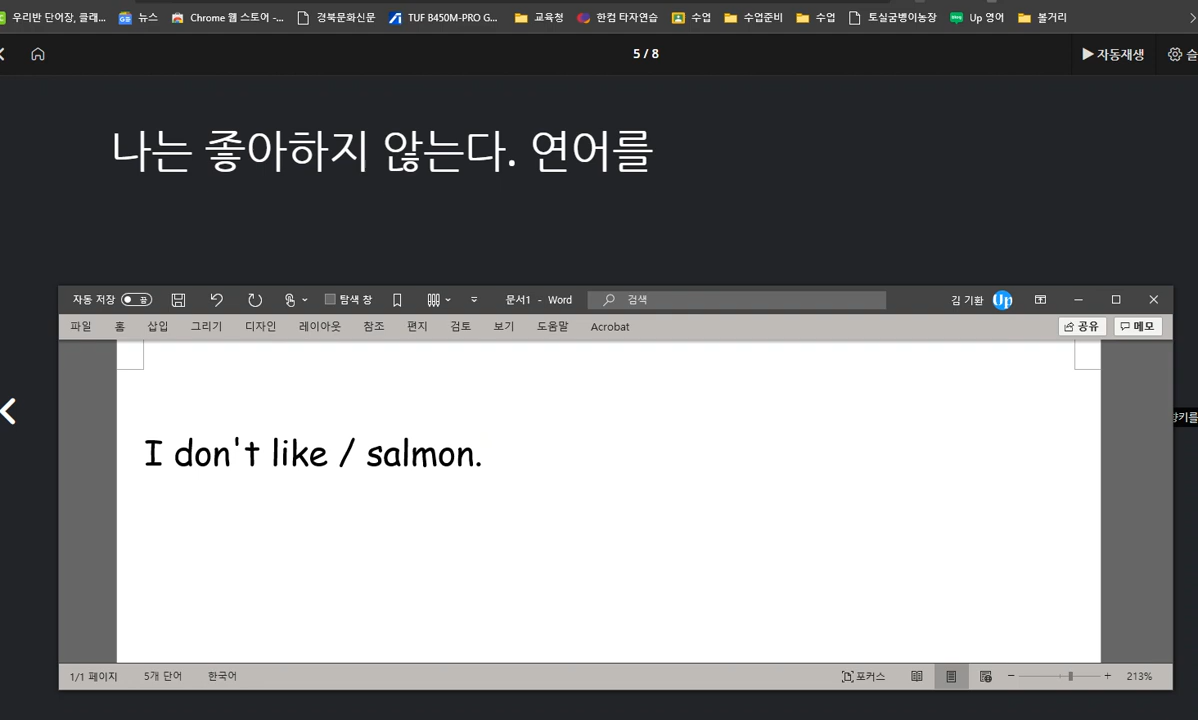 우리반 단어장, 클래... 뉴스 Chrome 웹 스토어 -... 경북문화신문 TUF B450M-PRO G... 교육청 한컴 타자연습 수업 수업준비 수업 토실굼벵이농장 Up 영어 볼거리
5 / 8 ▶자동재생
나는 좋아하지 않는다. 연어를
자동 저장 끔 탐색 창 문서1 - Word 검색 김 기환 Up
파일 홈 삽입 그리기 디자인 레이아웃 참조 편지 검토 보기 도움말 Acrobat 공유 메모
향키를
I don't like / salmon.
1/1 페이지 5개 단어 한국어 포커스 213%